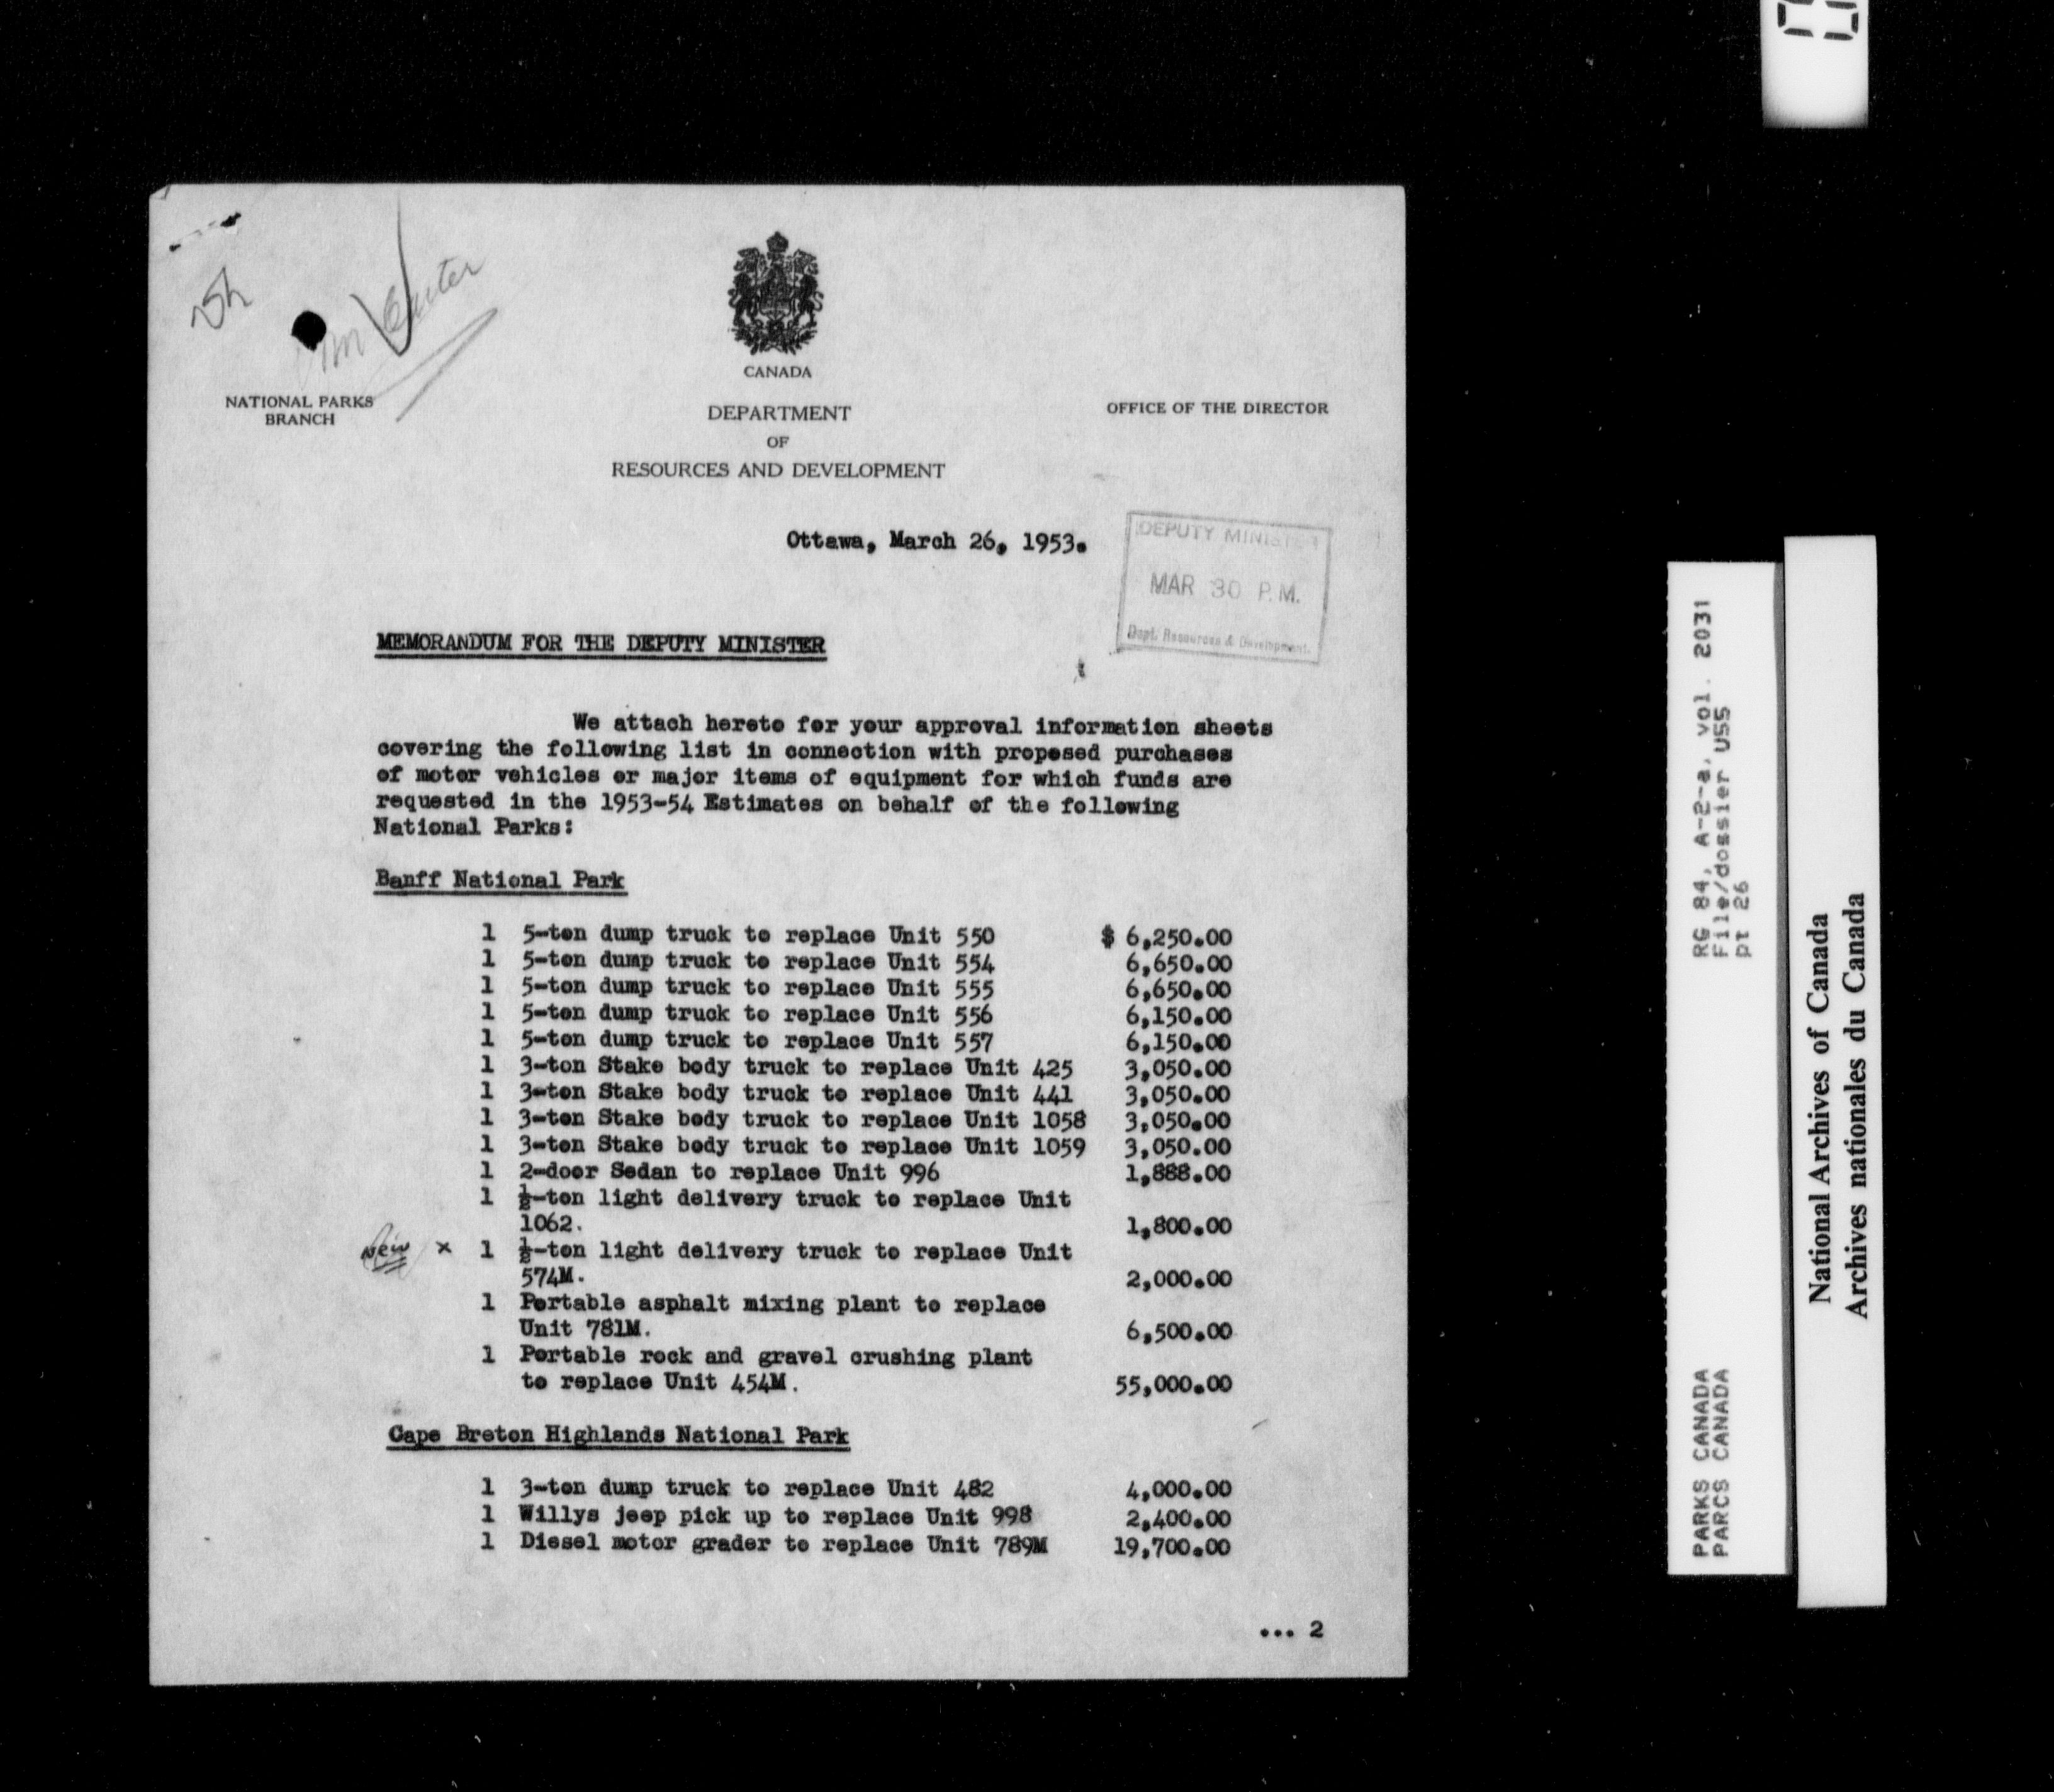 Carter
NATIONAL PARKS
BRANCH
CANADA
DEPARTMENT
OF
RESOURCES AND DEVELOPMENT
OFFICE OF THE DIRECTOR
Ottawa, March 26, 1953.
DEPUTY MINISTER
MAR 30 P.M.
Dept. Resources & Development.
MEMORANDUM FOR THE DEPUTY MINISTER
We attach hereto for your approval information sheets
covering the following list in connection with proposed purchases
of motor vehicles or major items of equipment for which funds are
requested in the 1953-54 Estimates on behalf of the following
National Parks:
Banff National Park
1 5-ton dump truck to replace Unit 550 $ 6,250.00
1 5-ton dump truck to replace Unit 554 6,650.00
1 5-ton dump truck to replace Unit 555 6,650.00
1 5-ton dump truck to replace Unit 556 6,150.00
1 5-ton dump truck to replace Unit 557 6,150.00
1 3-ton Stake body truck to replace Unit 425 3,050.00
1 3-ton Stake body truck to replace Unit 441 3,050.00
1 3-ton Stake body truck to replace Unit 1058 3,050.00
1 3-ton Stake body truck to replace Unit 1059 3,050.00
1 2-door Sedan to replace Unit 996 1,888.00
1 ½-ton light delivery truck to replace Unit
1062. 1,800.00
New x 1 ½-ton light delivery truck to replace Unit
574M. 2,000.00
1 Portable asphalt mixing plant to replace
Unit 781M. 6,500.00
1 Portable rock and gravel crushing plant
to replace Unit 454M. 55,000.00
Cape Breton Highlands National Park
1 3-ton dump truck to replace Unit 482 4,000.00
1 Willys jeep pick up to replace Unit 998 2,400.00
1 Diesel motor grader to replace Unit 789M 19,700.00
... 2
PARKS CANADA RG 84, A-2-a, vol. 2031
PARCS CANADA File/dossier U55
pt 26
National Archives of Canada
Archives nationales du Canada